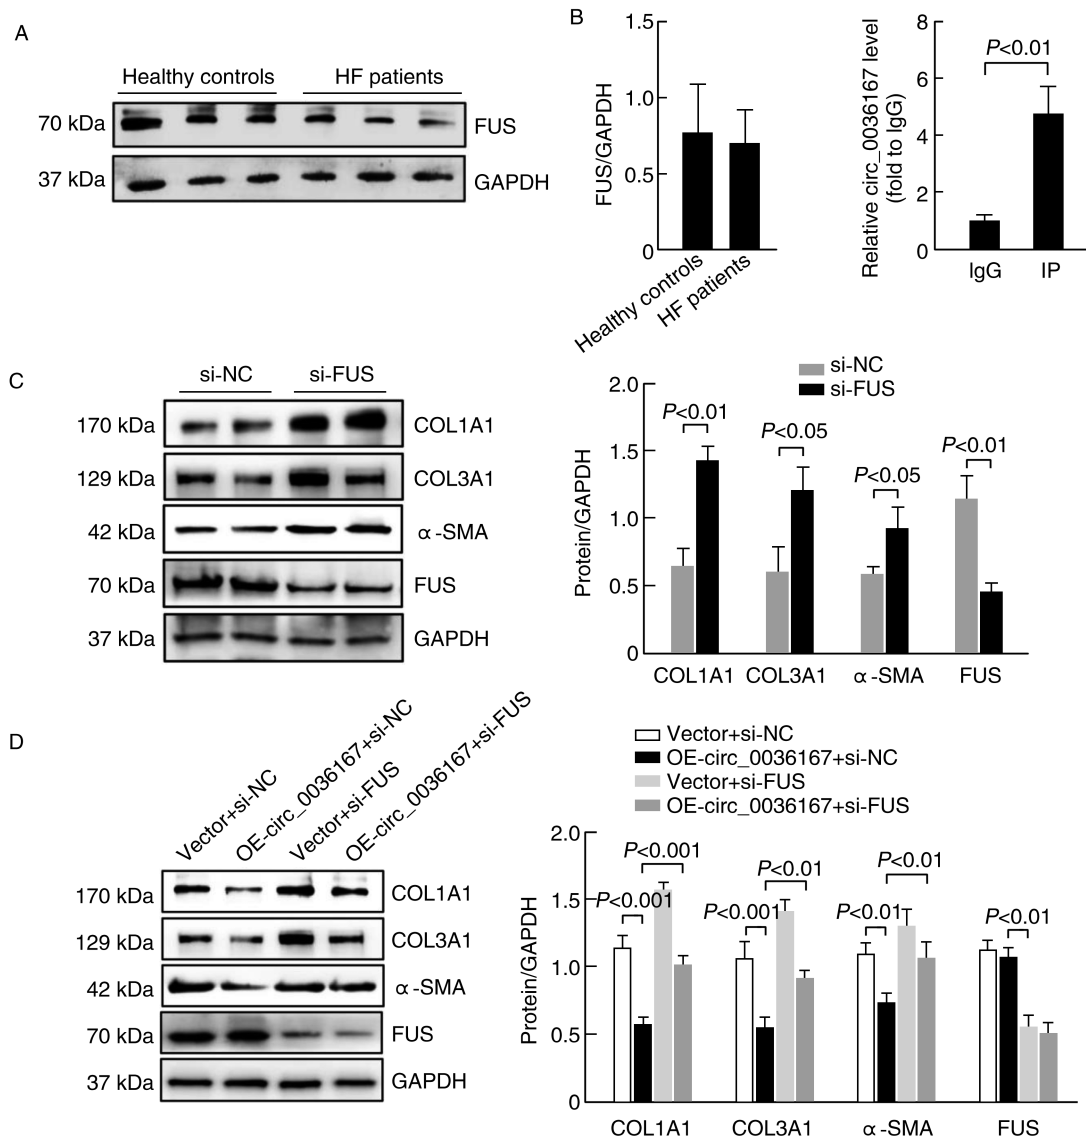 A
Healthy controls HF patients
70 kDa FUS
37 kDa GAPDH
B
FUS/GAPDH
1.5
1.0
0.5
0
Healthy controls
HF patients
Relative circ_0036167 level
(fold to IgG)
8
6
4
2
0
P<0.01
IgG IP
C
si-NC si-FUS
170 kDa COL1A1
129 kDa COL3A1
42 kDa α-SMA
70 kDa FUS
37 kDa GAPDH
si-NC
si-FUS
Protein/GAPDH
2.0
1.5
1.0
0.5
0
P<0.01
P<0.05
P<0.05
P<0.01
COL1A1 COL3A1 α-SMA FUS
D
Vector+si-NC
OE-circ_0036167+si-NC
Vector+si-FUS
OE-circ_0036167+si-FUS
170 kDa COL1A1
129 kDa COL3A1
42 kDa α-SMA
70 kDa FUS
37 kDa GAPDH
Vector+si-NC
OE-circ_0036167+si-NC
Vector+si-FUS
OE-circ_0036167+si-FUS
Protein/GAPDH
2.0
1.5
1.0
0.5
0
P<0.001
P<0.001
P<0.01
P<0.001
P<0.01
P<0.01
P<0.01
COL1A1 COL3A1 α-SMA FUS